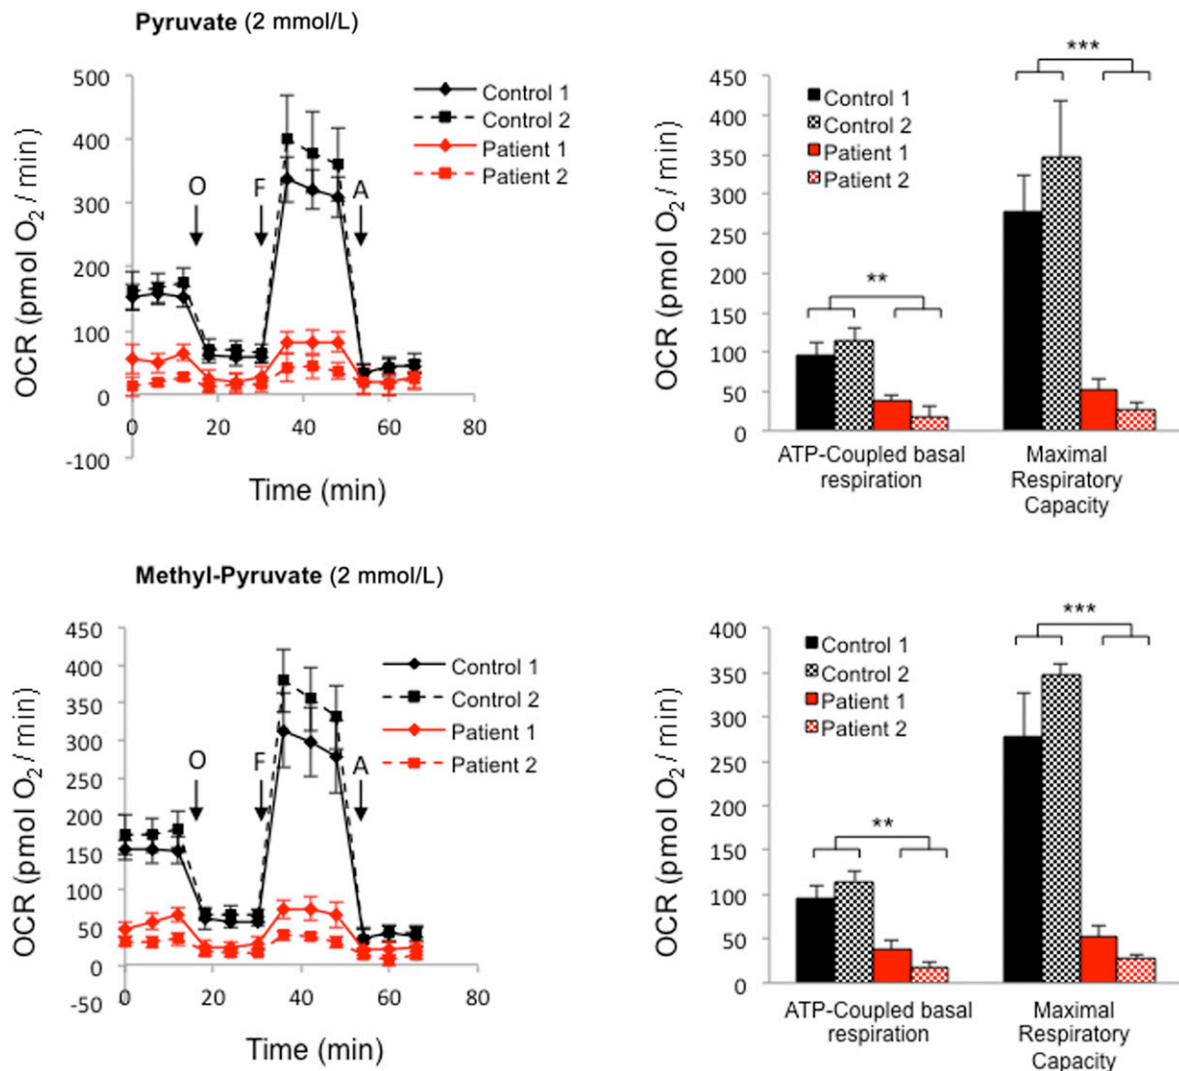 Pyruvate (2 mmol/L)
OCR (pmol O2 / min)
500
400
300
200
100
0
-100
0
20
40
60
80
Time (min)
O
F
A
Control 1
Control 2
Patient 1
Patient 2
OCR (pmol O2 / min)
450
400
350
300
250
200
150
100
50
0
Control 1
Control 2
Patient 1
Patient 2
**
***
ATP-Coupled basal
respiration
Maximal
Respiratory
Capacity
Methyl-Pyruvate (2 mmol/L)
OCR (pmol O2 / min)
450
400
350
300
250
200
150
100
50
0
-50
0
20
40
60
80
Time (min)
O
F
A
Control 1
Control 2
Patient 1
Patient 2
OCR (pmol O2 / min)
400
350
300
250
200
150
100
50
0
Control 1
Control 2
Patient 1
Patient 2
**
***
ATP-Coupled basal
respiration
Maximal
Respiratory
Capacity